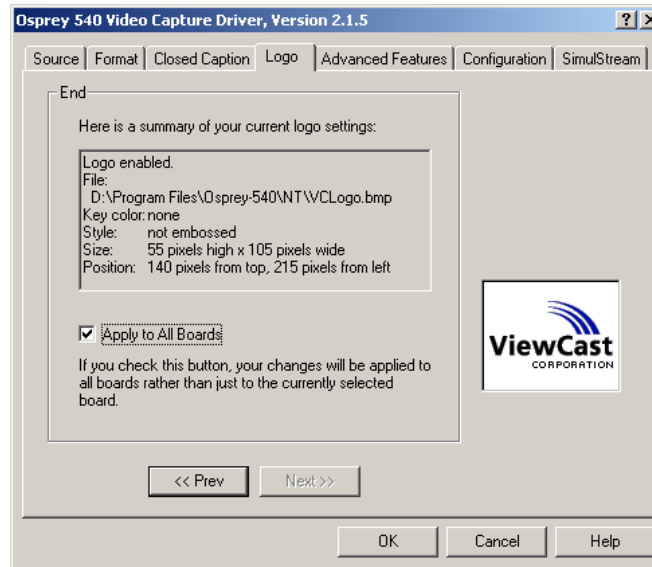 Osprey 540 Video Capture Driver, Version 2.1.5
Source Format Closed Caption Logo Advanced Features Configuration SimulStream
End
Here is a summary of your current logo settings:
Logo enabled.
File:
D:\Program Files\Osprey-540\NT\VCLogo.bmp
Key color: none
Style: not embossed
Size: 55 pixels high x 105 pixels wide
Position: 140 pixels from top, 215 pixels from left
Apply to All Boards
If you check this button, your changes will be applied to
all boards rather than just to the currently selected
board.
ViewCast
CORPORATION
<< Prev Next >>
OK Cancel Help